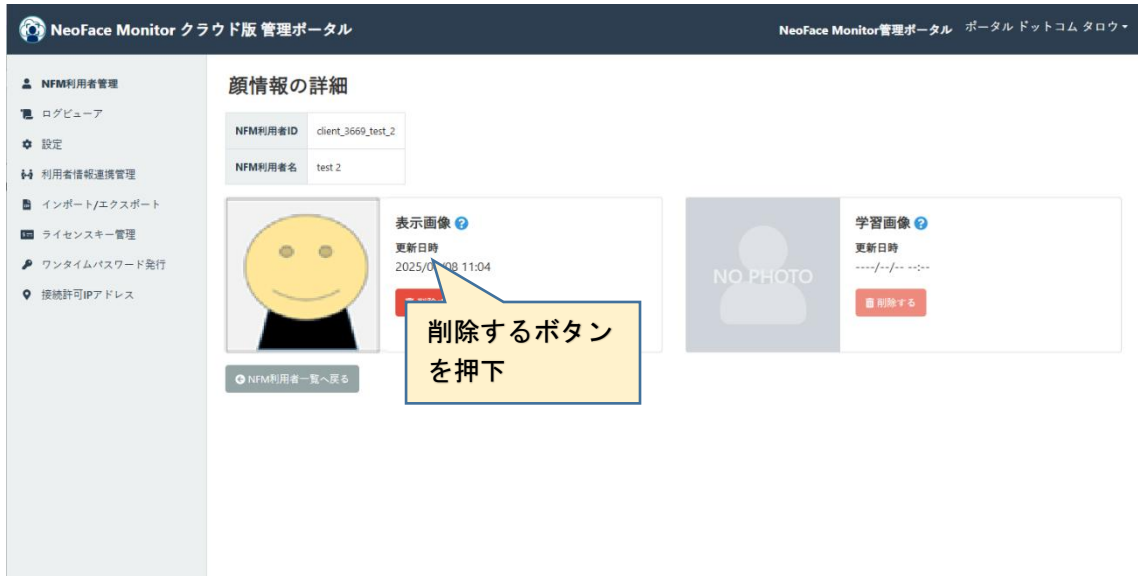 NeoFace Monitor クラウド版 管理ポータル
NeoFace Monitor管理ポータル ポータル ドットコム タロウ
NFM利用者管理
ログビューア
設定
利用者情報連携管理
インポート/エクスポート
ライセンスキー管理
ワンタイムパスワード発行
接続許可IPアドレス
顔情報の詳細
NFM利用者ID client_3669_test_2
NFM利用者名 test 2
表示画像
更新日時
2025/0 /08 11:04
削除するボタン
を押下
NO PHOTO
学習画像
更新日時
----/--/-- --:--
削除する
NFM利用者一覧へ戻る